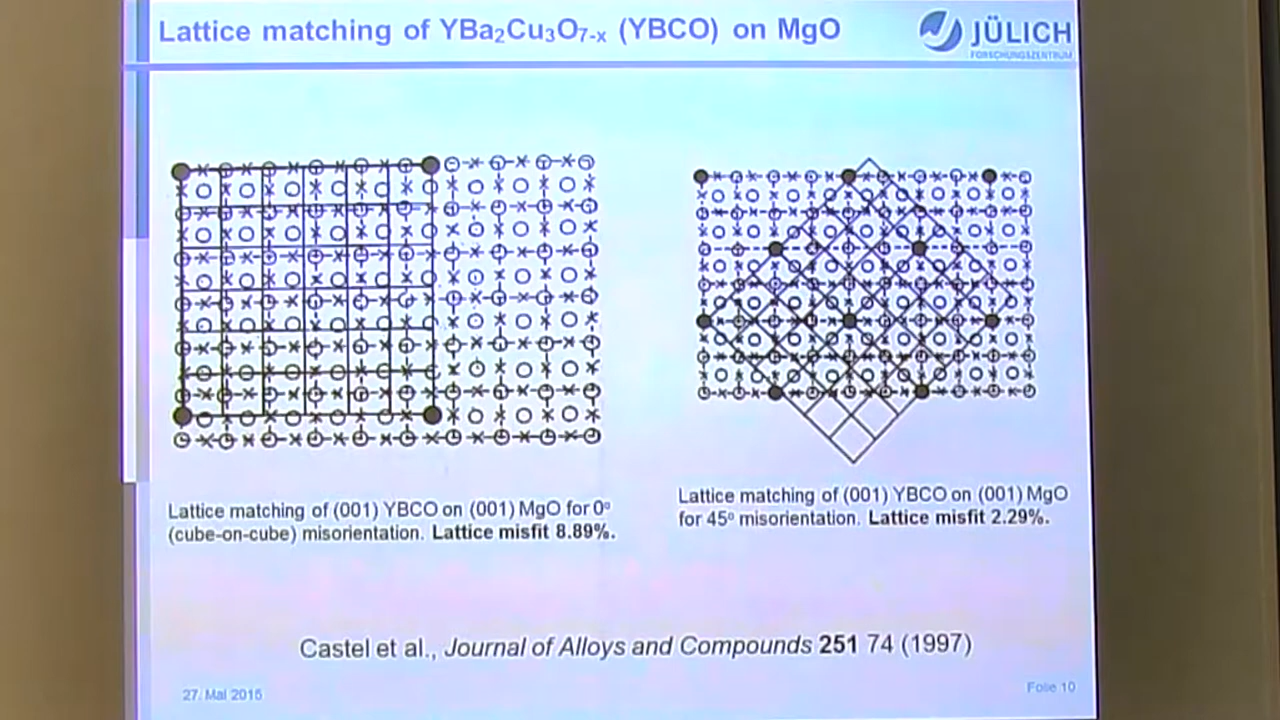 Lattice matching of YBa₂Cu₃O₇₋ₓ (YBCO) on MgO
JÜLICH
FORSCHUNGSZENTRUM
Lattice matching of (001) YBCO on (001) MgO for 0º
(cube-on-cube) misorientation. Lattice misfit 8.89%.
Lattice matching of (001) YBCO on (001) MgO
for 45º misorientation. Lattice misfit 2.29%.
Castel et al., Journal of Alloys and Compounds 251 74 (1997)
27. Mai 2015
Folie 10